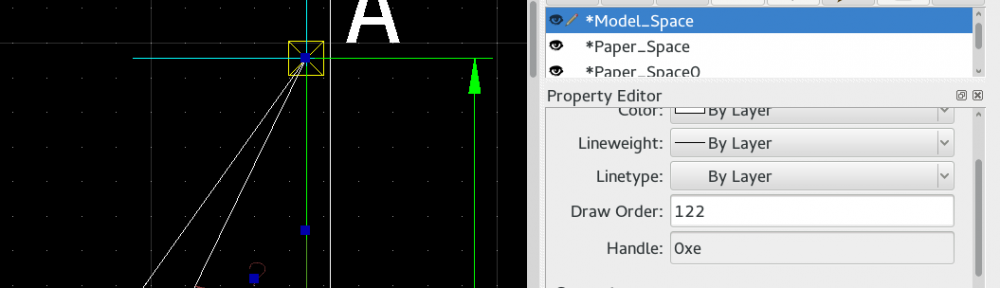 A
*Model_Space
*Paper_Space
*Paper_Space0
Property Editor
Color: By Layer
Lineweight: By Layer
Linetype: By Layer
Draw Order: 122
Handle: 0xe